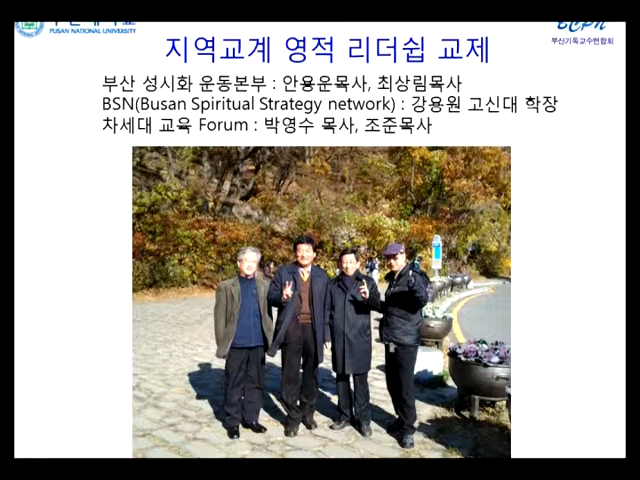 PUSAN NATIONAL UNIVERSITY
부산기독교수연합회
지역교계 영적 리더쉽 교제
부산 성시화 운동본부 : 안용운목사, 최상림목사
BSN(Busan Spiritual Strategy network) : 강용원 고신대 학장
차세대 교육 Forum : 박영수 목사, 조준목사